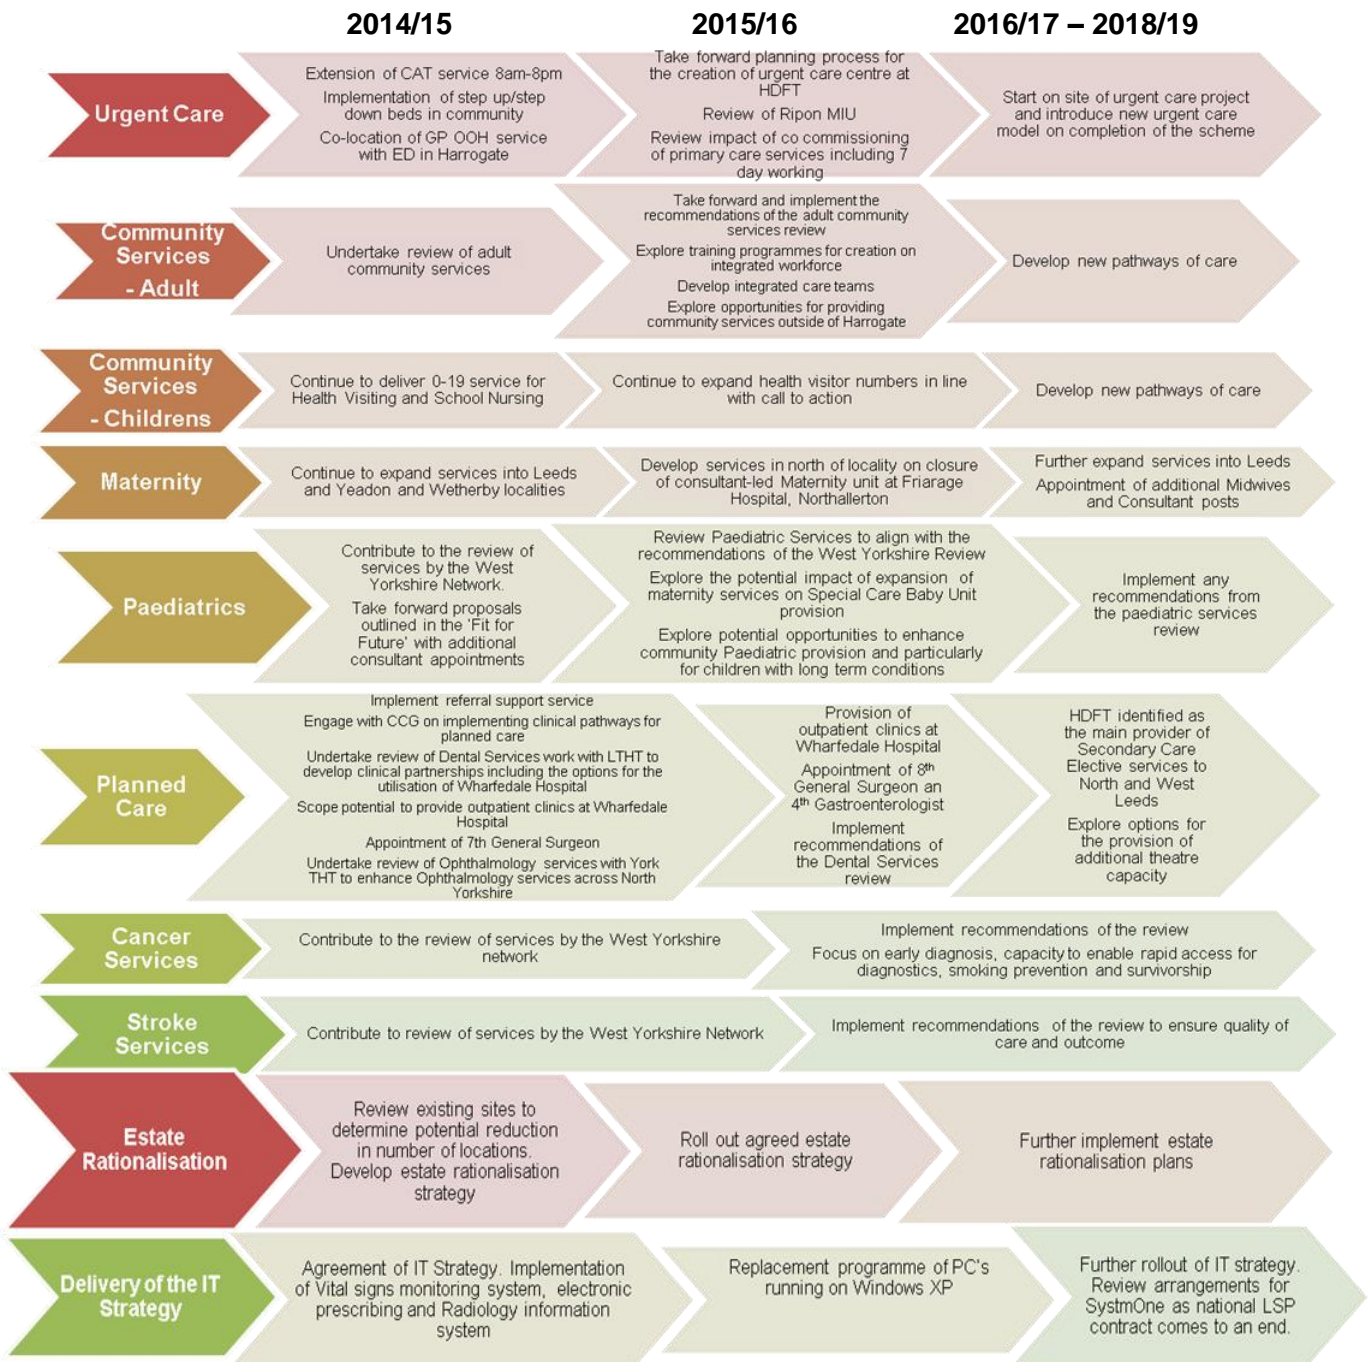 2014/15
2015/16
2016/17 – 2018/19
Urgent Care
Extension of CAT service 8am-8pm
Implementation of step up/step
down beds in community
Co-location of GP OOH service
with ED in Harrogate
Take forward planning process for
the creation of urgent care centre at
HDFT
Review of Ripon MIU
Review impact of co commissioning
of primary care services including 7
day working
Start on site of urgent care project
and introduce new urgent care
model on completion of the scheme
Community
Services
- Adult
Undertake review of adult
community services
Take forward and implement the
recommendations of the adult community
services review
Explore training programmes for creation on
integrated workforce
Develop integrated care teams
Explore opportunities for providing
community services outside of Harrogate
Develop new pathways of care
Community
Services
- Childrens
Continue to deliver 0-19 service for
Health Visiting and School Nursing
Continue to expand health visitor numbers in line
with call to action
Develop new pathways of care
Maternity
Continue to expand services into Leeds
and Yeadon and Wetherby localities
Develop services in north of locality on closure
of consultant-led Maternity unit at Friarage
Hospital, Northallerton
Further expand services into Leeds
Appointment of additional Midwives
and Consultant posts
Paediatrics
Contribute to the review of
services by the West
Yorkshire Network.
Take forward proposals
outlined in the 'Fit for
Future' with additional
consultant appointments
Review Paediatric Services to align with the
recommendations of the West Yorkshire Review
Explore the potential impact of expansion of
maternity services on Special Care Baby Unit
provision
Explore potential opportunities to enhance
community Paediatric provision and particularly
for children with long term conditions
Implement any
recommendations from
the paediatric services
review
Planned
Care
Implement referral support service
Engage with CCG on implementing clinical pathways for
planned care
Undertake review of Dental Services work with LTHT to
develop clinical partnerships including the options for the
utilisation of Wharfedale Hospital
Scope potential to provide outpatient clinics at Wharfedale
Hospital
Appointment of 7th General Surgeon
Undertake review of Ophthalmology services with York
THT to enhance Ophthalmology services across North
Yorkshire
Provision of
outpatient clinics at
Wharfedale Hospital
Appointment of 8th
General Surgeon an
4th Gastroenterologist
Implement
recommendations of
the Dental Services
review
HDFT identified as
the main provider of
Secondary Care
Elective services to
North and West
Leeds
Explore options for
the provision of
additional theatre
capacity
Cancer
Services
Contribute to the review of services by the West Yorkshire
network
Implement recommendations of the review
Focus on early diagnosis, capacity to enable rapid access for
diagnostics, smoking prevention and survivorship
Stroke
Services
Contribute to review of services by the West Yorkshire Network
Implement recommendations of the review to ensure quality of
care and outcome
Estate
Rationalisation
Review existing sites to
determine potential reduction
in number of locations.
Develop estate rationalisation
strategy
Roll out agreed estate
rationalisation strategy
Further implement estate
rationalisation plans
Delivery of the IT
Strategy
Agreement of IT Strategy. Implementation
of Vital signs monitoring system, electronic
prescribing and Radiology information
system
Replacement programme of PC's
running on Windows XP
Further rollout of IT strategy.
Review arrangements for
SystmOne as national LSP
contract comes to an end.